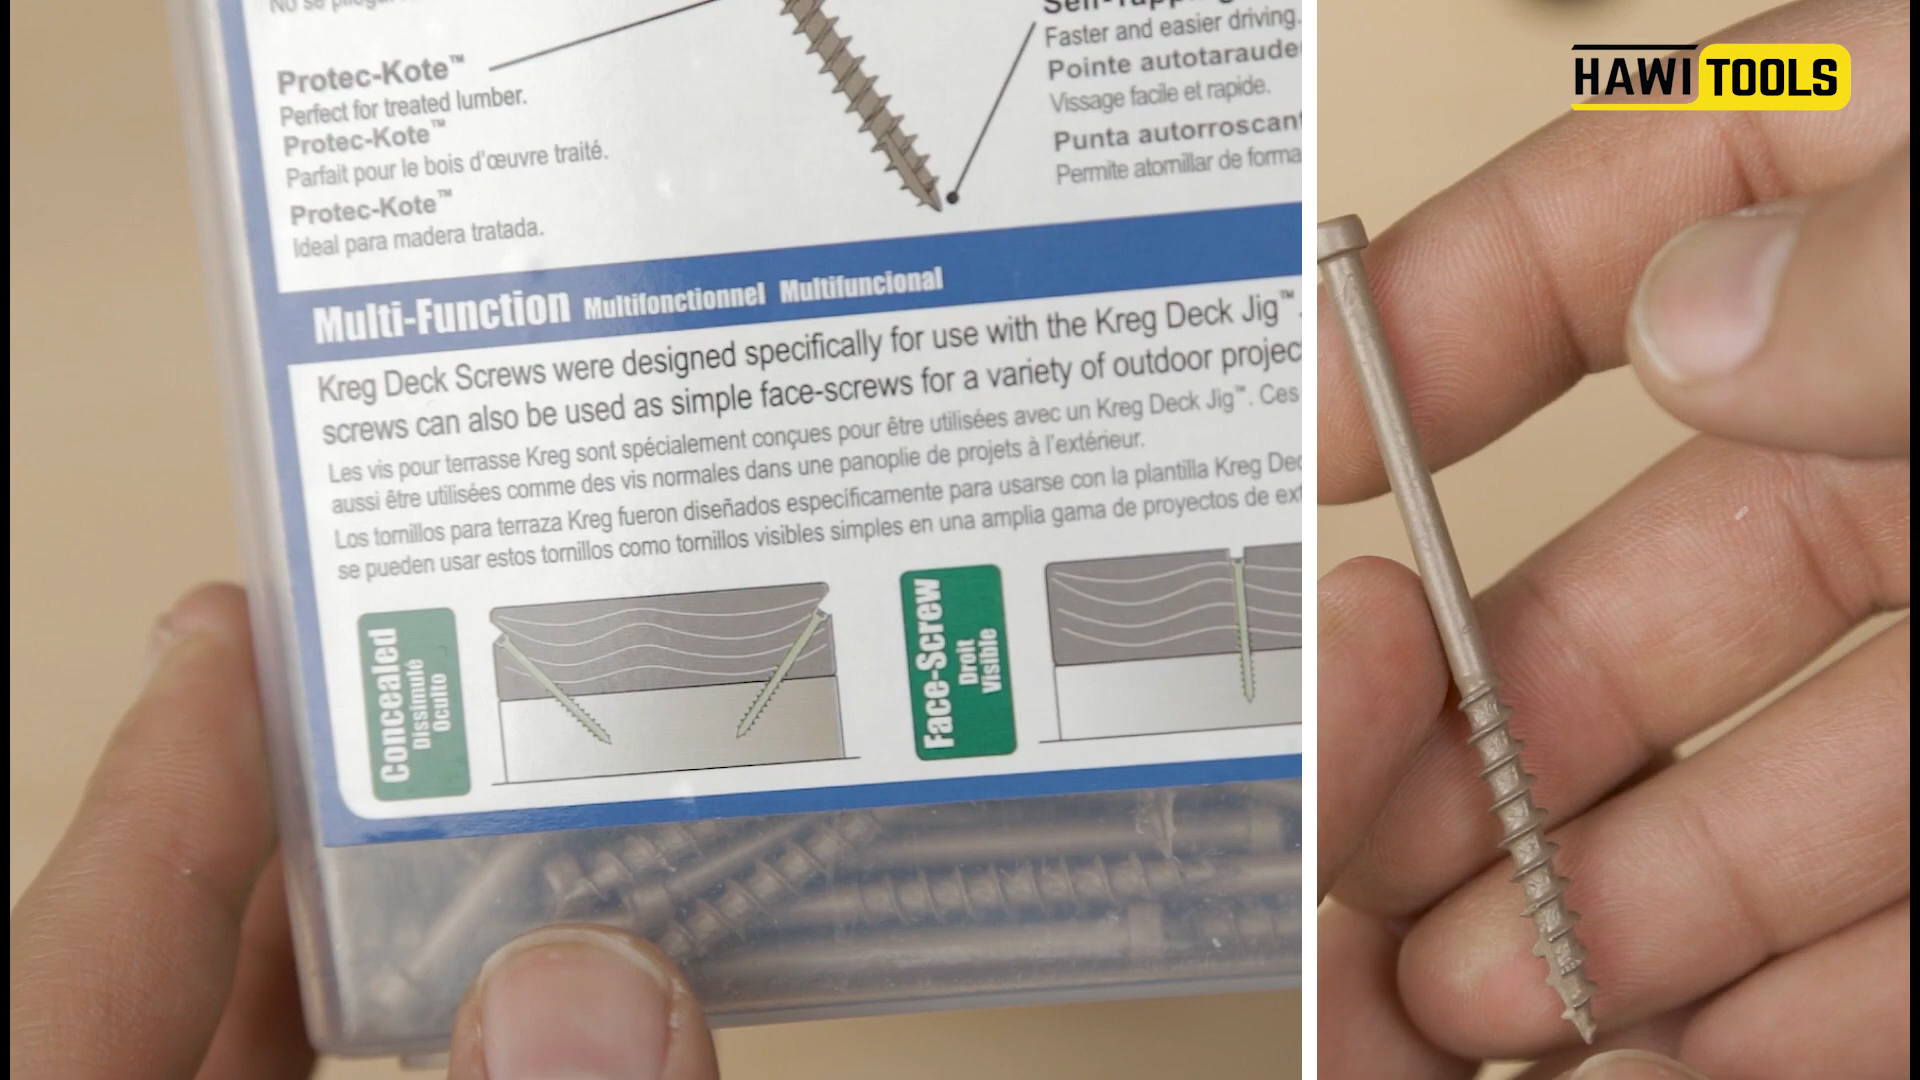 Protec-Kote™
Perfect for treated lumber.
Protec-Kote™
Parfait pour le bois d'œuvre traité.
Protec-Kote™
Ideal para madera tratada.
Faster and easier driving.
Pointe autotaraude
Vissage facile et rapide.
Punta autorroscant
Permite atornillar de forma
Multi-Function Multifonctionnel Multifuncional
Kreg Deck Screws were designed specifically for use with the Kreg Deck Jig™.
screws can also be used as simple face-screws for a variety of outdoor projec
Les vis pour terrasse Kreg sont spécialement conçues pour être utilisées avec un Kreg Deck Jig™. Ces
aussi être utilisées comme des vis normales dans une panoplie de projets à l'extérieur.
Los tornillos para terraza Kreg fueron diseñados específicamente para usarse con la plantilla Kreg Dec
se pueden usar estos tornillos como tornillos visibles simples en una amplia gama de proyectos de ext
Concealed
Dissimulé
Oculto
Face-Screw
Droit
Visible
HAWI TOOLS